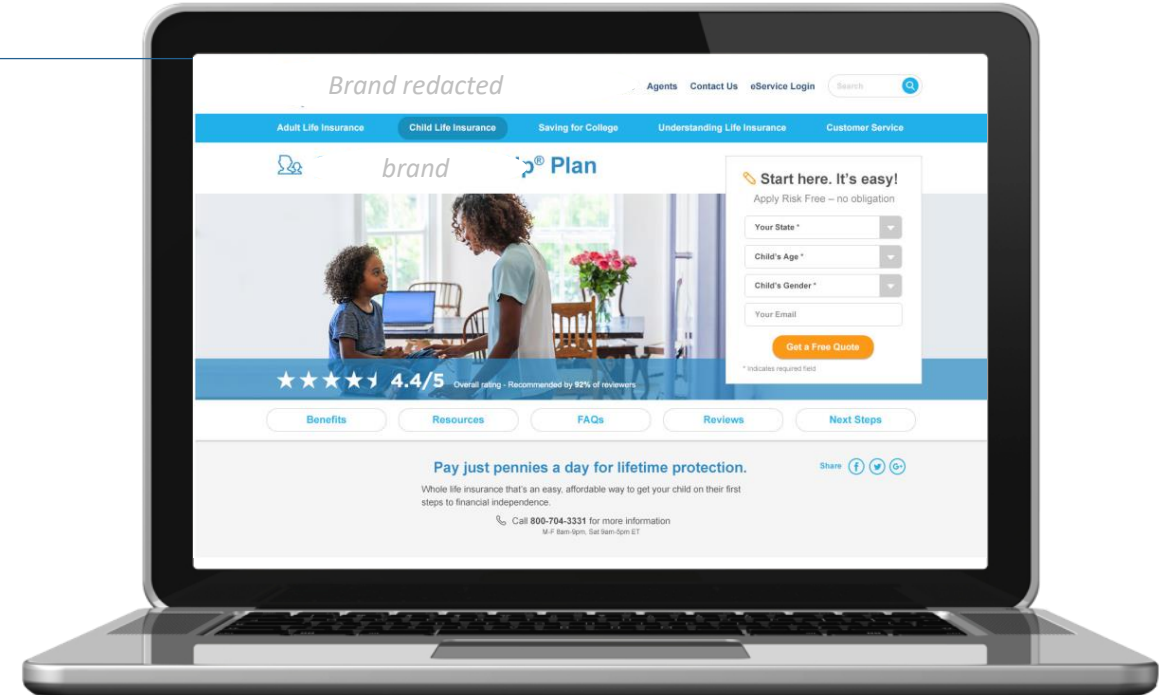 Brand redacted
Agents Contact Us eService Login Search
Adult Life Insurance Child Life Insurance Saving for College Understanding Life Insurance Customer Service
brand p® Plan
Start here. It's easy!
Apply Risk Free – no obligation
Your State *
Child's Age *
Child's Gender *
Your Email
Get a Free Quote
* Indicates required field
4.4/5 Overall rating - Recommended by 92% of reviewers
Benefits Resources FAQs Reviews Next Steps
Pay just pennies a day for lifetime protection.
Share f G+
Whole life insurance that's an easy, affordable way to get your child on their first
steps to financial independence.
Call 800-704-3331 for more information
M-F 8am-9pm, Sat 9am-5pm ET